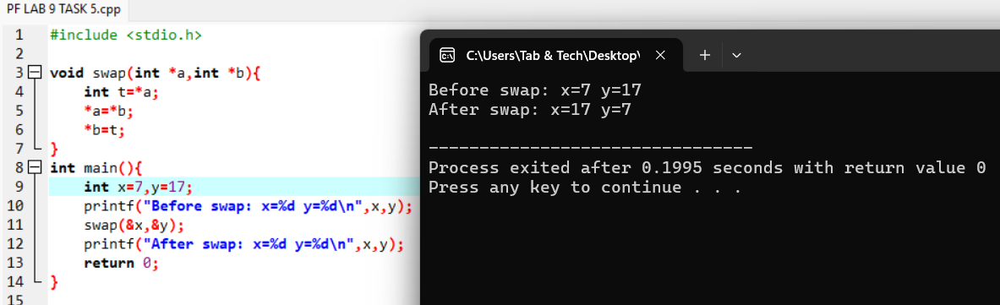 PF LAB 9 TASK 5.cpp
1 #include <stdio.h>
2
3 void swap(int *a,int *b){
4 int t=*a;
5 *a=*b;
6 *b=t;
7 }
8 int main(){
9 int x=7,y=17;
10 printf("Before swap: x=%d y=%d\n",x,y);
11 swap(&x,&y);
12 printf("After swap: x=%d y=%d\n",x,y);
13 return 0;
14 }
15
C:\Users\Tab & Tech\Desktop\
Before swap: x=7 y=17
After swap: x=17 y=7
--------------------------------
Process exited after 0.1995 seconds with return value 0
Press any key to continue . . .